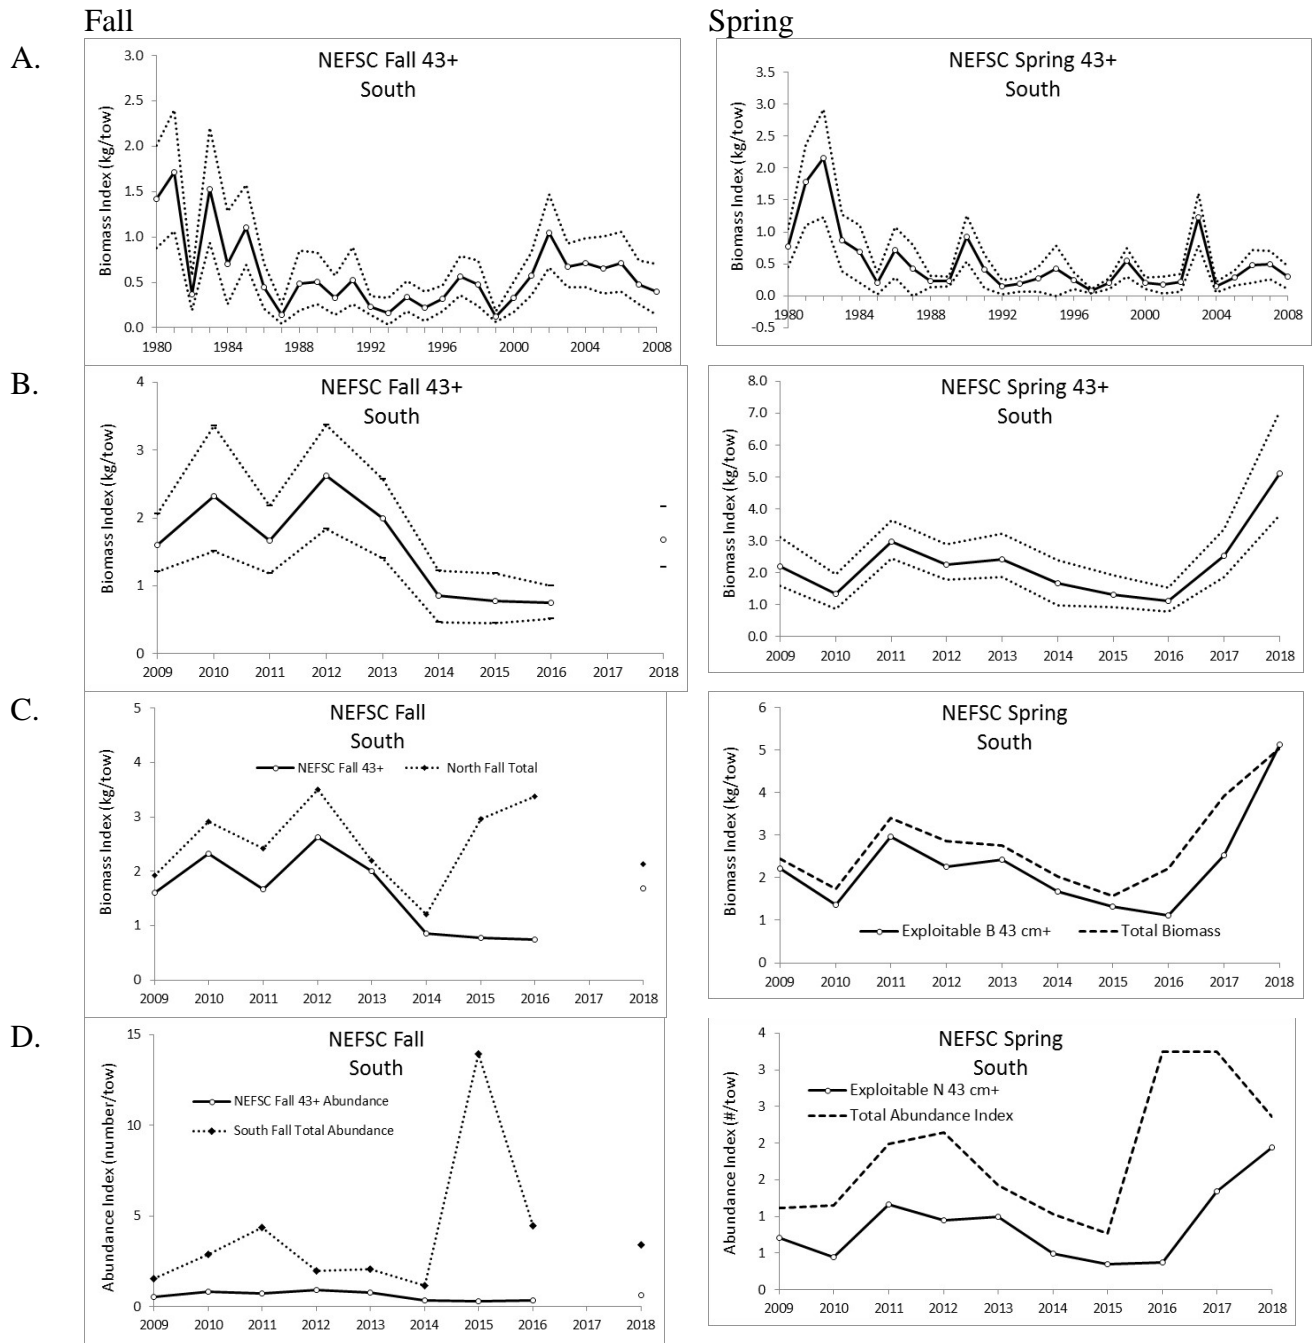 Fall
Spring
A.
NEFSC Fall 43+
South
Biomass Index (kg/tow)
3.0
2.5
2.0
1.5
1.0
0.5
0.0
1980 1984 1988 1992 1996 2000 2004 2008
NEFSC Spring 43+
South
Biomass Index (kg/tow)
3.5
3.0
2.5
2.0
1.5
1.0
0.5
0.0
-0.5
1980 1984 1988 1992 1996 2000 2004 2008
B.
NEFSC Fall 43+
South
Biomass Index (kg/tow)
4
3
2
1
0
2009 2010 2011 2012 2013 2014 2015 2016 2017 2018
NEFSC Spring 43+
South
Biomass Index (kg/tow)
8.0
7.0
6.0
5.0
4.0
3.0
2.0
1.0
0.0
2009 2010 2011 2012 2013 2014 2015 2016 2017 2018
C.
NEFSC Fall
South
NEFSC Fall 43+ North Fall Total
Biomass Index (kg/tow)
5
4
3
2
1
0
2009 2010 2011 2012 2013 2014 2015 2016 2017 2018
NEFSC Spring
South
Biomass Index (kg/tow)
6
5
4
3
2
1
0
Exploitable B 43 cm+ Total Biomass
2009 2010 2011 2012 2013 2014 2015 2016 2017 2018
D.
NEFSC Fall
South
NEFSC Fall 43+ Abundance
South Fall Total Abundance
Abundance Index (number/tow)
15
10
5
0
2009 2010 2011 2012 2013 2014 2015 2016 2017 2018
NEFSC Spring
South
Exploitable N 43 cm+
Total Abundance Index
Abundance Index (#/tow)
4
3
3
2
2
1
1
0
2009 2010 2011 2012 2013 2014 2015 2016 2017 2018